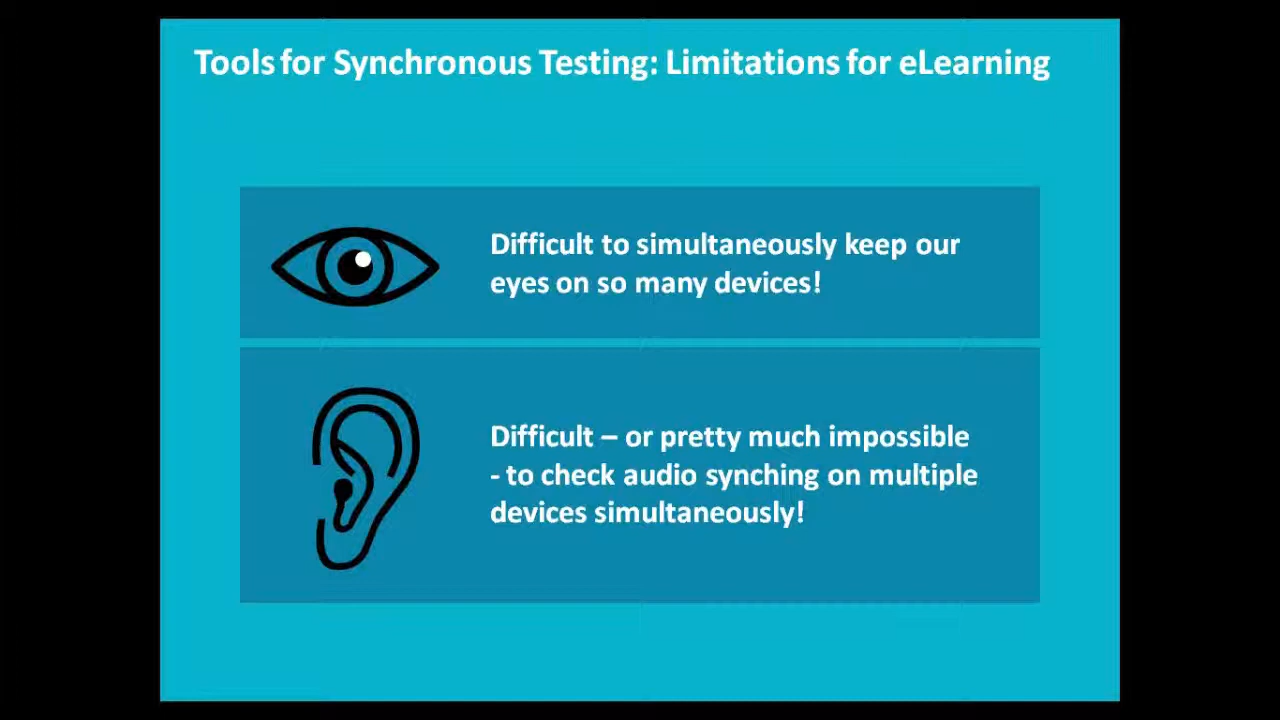 Tools for Synchronous Testing: Limitations for eLearning
Difficult to simultaneously keep our
eyes on so many devices!
Difficult – or pretty much impossible
- to check audio synching on multiple
devices simultaneously!